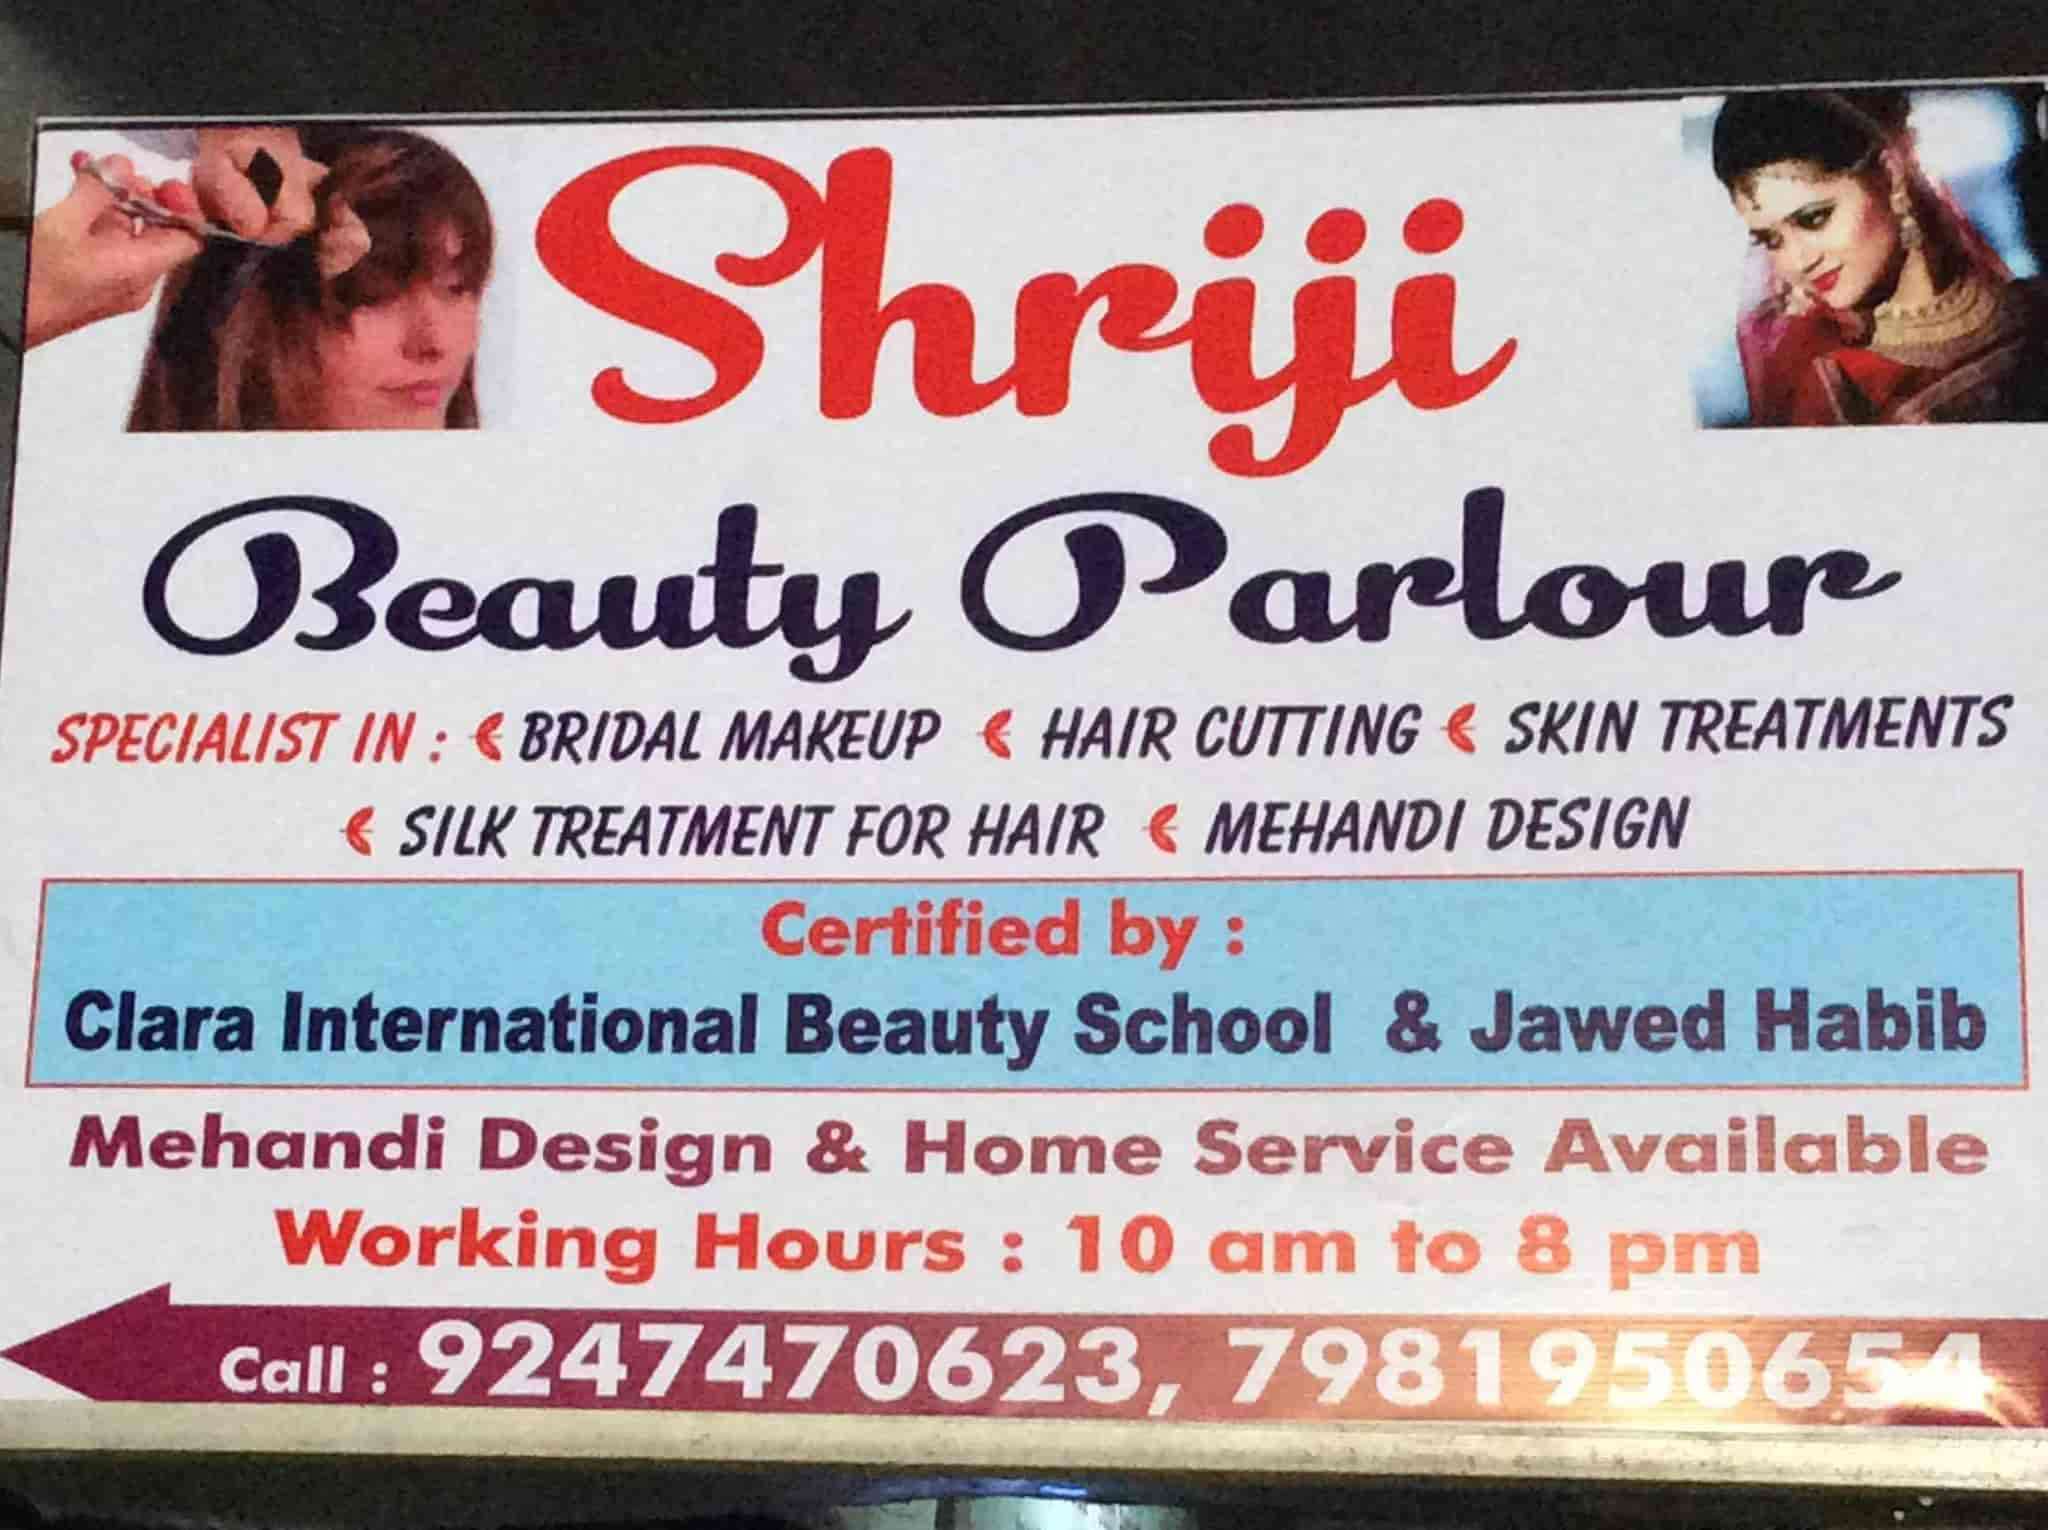 Shriji
Beauty Parlour
SPECIALIST IN : BRIDAL MAKEUP HAIR CUTTING SKIN TREATMENTS
SILK TREATMENT FOR HAIR MEHANDI DESIGN
Certified by :
Clara International Beauty School & Jawed Habib
Mehandi Design & Home Service Available
Working Hours : 10 am to 8 pm
Call : 9247470623, 7981950654